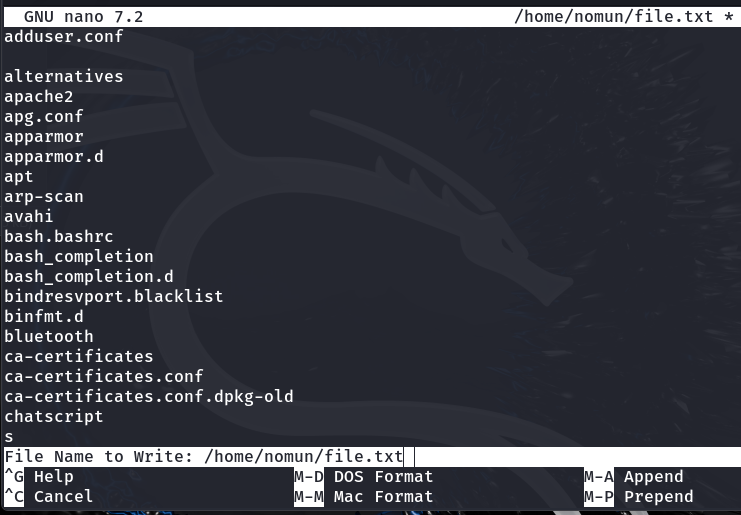 GNU nano 7.2 /home/nomun/file.txt *
adduser.conf
alternatives
apache2
apg.conf
apparmor
apparmor.d
apt
arp-scan
avahi
bash.bashrc
bash_completion
bash_completion.d
bindresvport.blacklist
binfmt.d
bluetooth
ca-certificates
ca-certificates.conf
ca-certificates.conf.dpkg-old
chatscript
s
File Name to Write: /home/nomun/file.txt
^G Help M-D DOS Format M-A Append
^C Cancel M-M Mac Format M-P Prepend